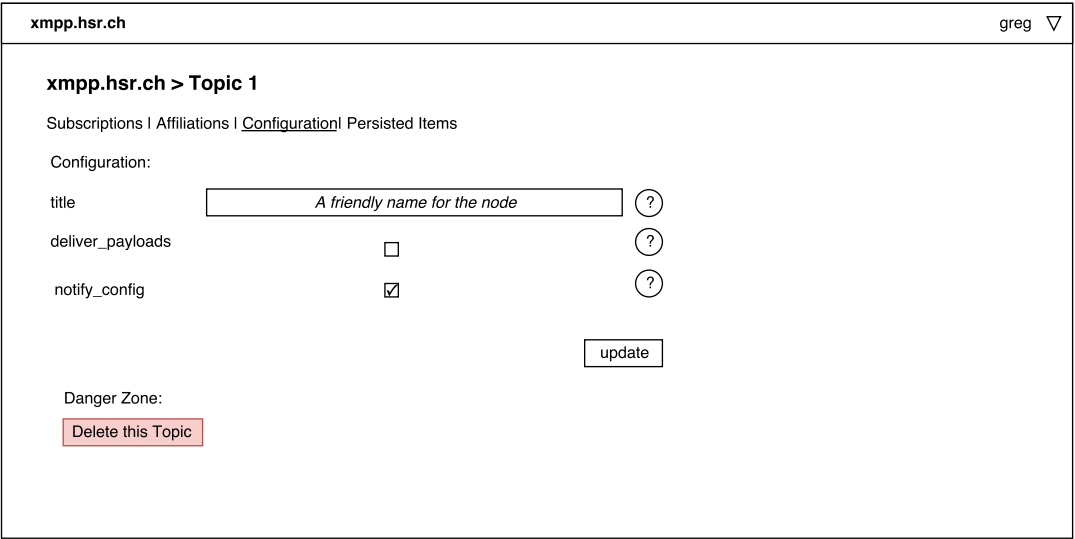 xmpp.hsr.ch greg
xmpp.hsr.ch > Topic 1
Subscriptions | Affiliations | Configuration| Persisted Items
Configuration:
title A friendly name for the node ?
deliver_payloads ?
notify_config ?
update
Danger Zone:
Delete this Topic